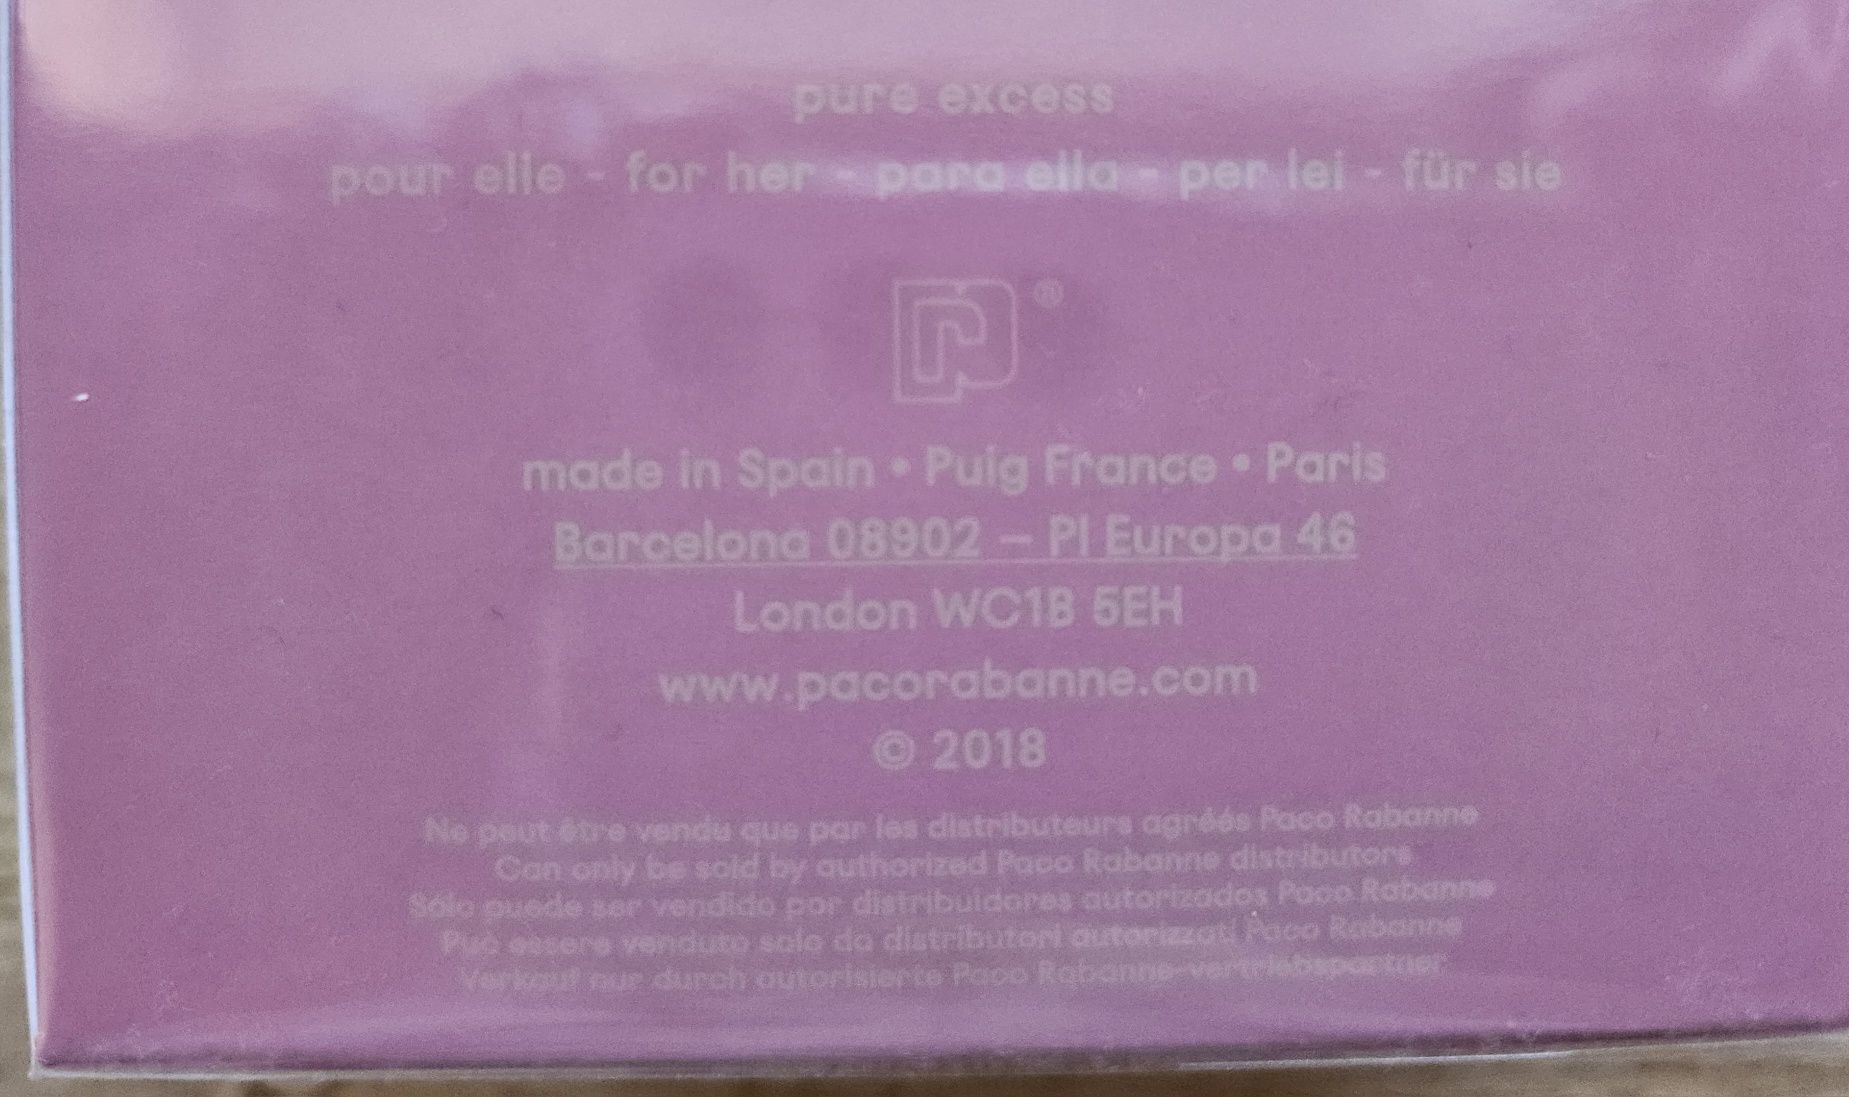 pure excess
pour elle - for her - para ella - per lei - für sie
®
made in Spain • Puig France • Paris
Barcelona 08902 – Pl Europa 46
London WC1B 5EH
www.pacorabanne.com
© 2018
Ne peut être vendu que par les distributeurs agréés Paco Rabanne
Can only be sold by authorized Paco Rabanne distributors
Sólo puede ser vendido por distribuidores autorizados Paco Rabanne
Può essere venduto solo da distributori autorizzati Paco Rabanne
Verkauf nur durch autorisierte Paco Rabanne-vertriebspartner